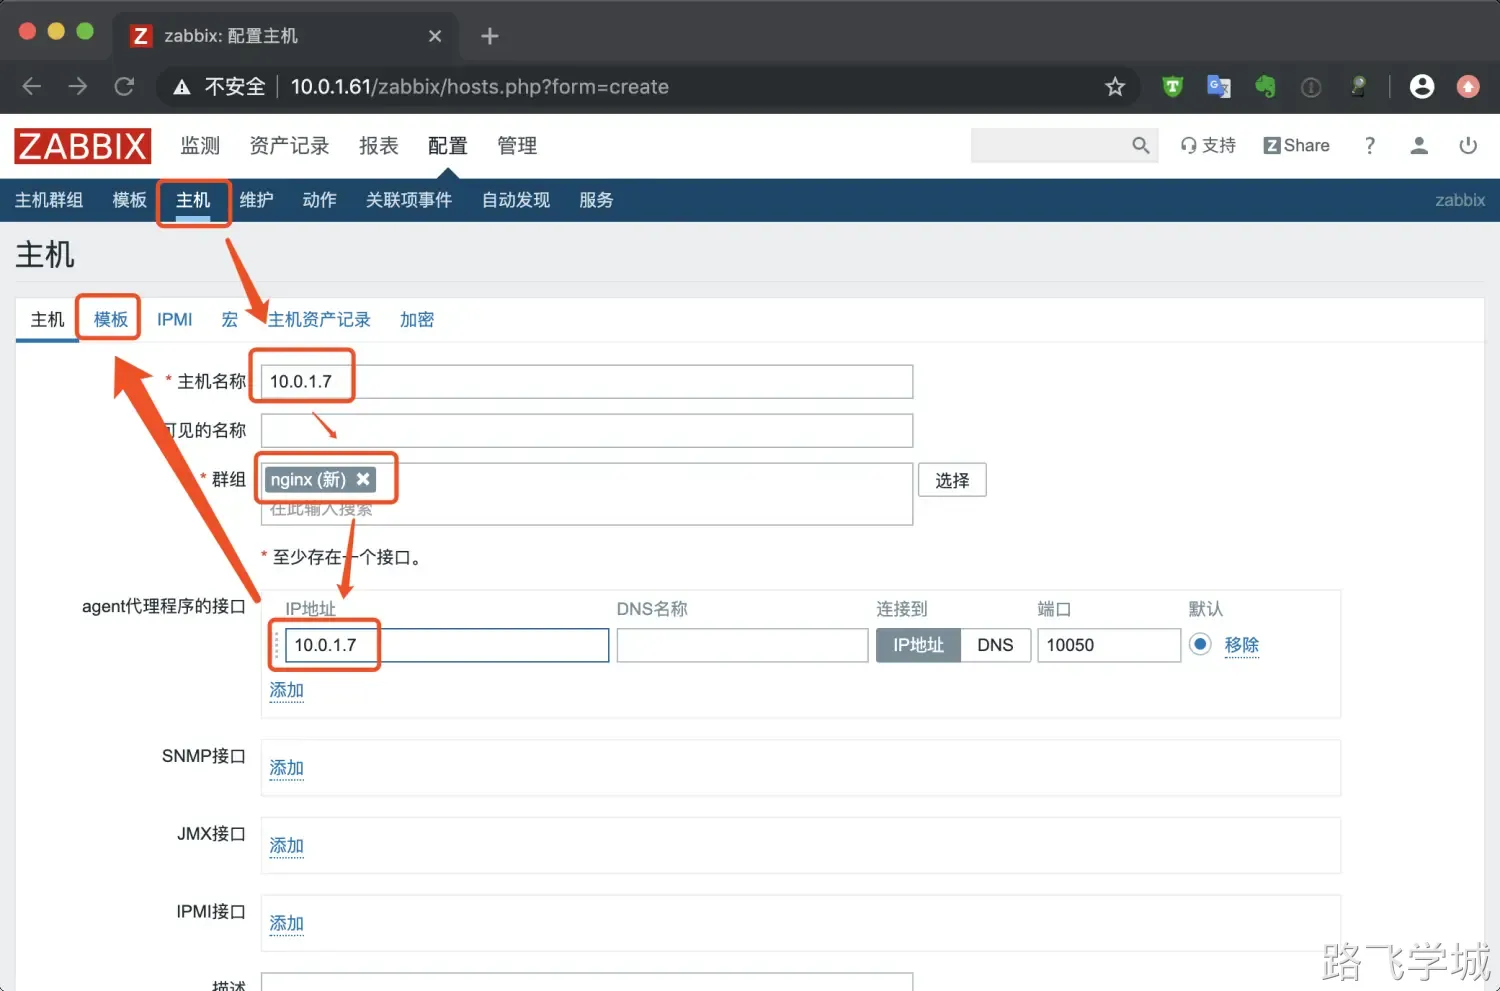 zabbix: 配置主机
不安全 10.0.1.61/zabbix/hosts.php?form=create
ZABBIX 监测 资产记录 报表 配置 管理 支持 Z Share ?
主机群组 模板 主机 维护 动作 关联项事件 自动发现 服务 zabbix
主机
主机 模板 IPMI 宏 主机资产记录 加密
* 主机名称 10.0.1.7
可见的名称
* 群组 nginx (新) 选择
在此输入搜索
* 至少存在一个接口。
agent代理程序的接口 IP地址 DNS名称 连接到 端口 默认
10.0.1.7 IP地址 DNS 10050 移除
添加
SNMP接口 添加
JMX接口 添加
IPMI接口 添加
描述
路飞学城